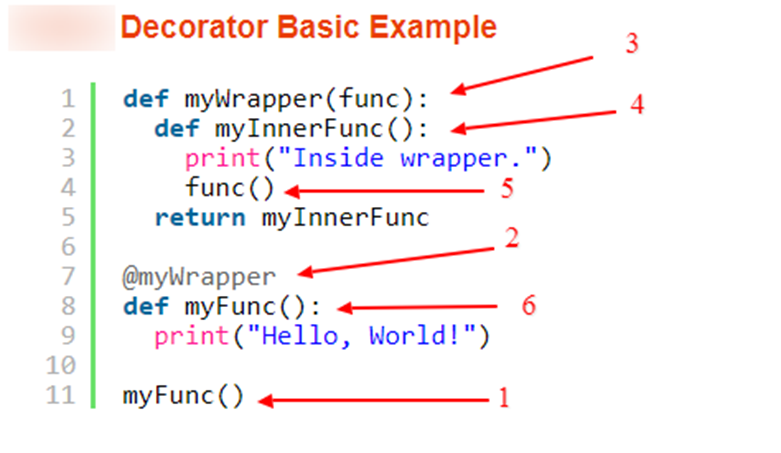 Decorator Basic Example
3
1 def myWrapper(func):
4
2   def myInnerFunc():
3     print("Inside wrapper.")
4     func() 5
5   return myInnerFunc
6
2
7 @myWrapper
8 def myFunc(): 6
9   print("Hello, World!")
10
11 myFunc() 1